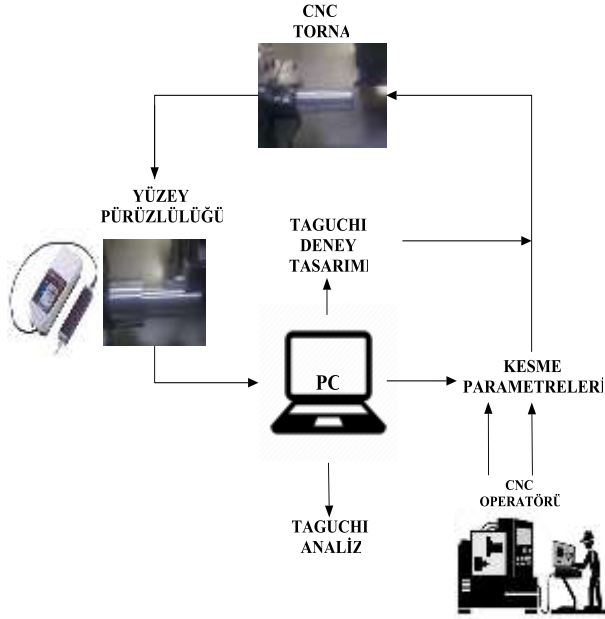 CNC
TORNA
YÜZEY
PÜRÜZLÜLÜĞÜ
TAGUCHI
DENEY
TASARIMI
PC
KESME
PARAMETRELERİ
CNC
OPERATÖRÜ
TAGUCHI
ANALİZ